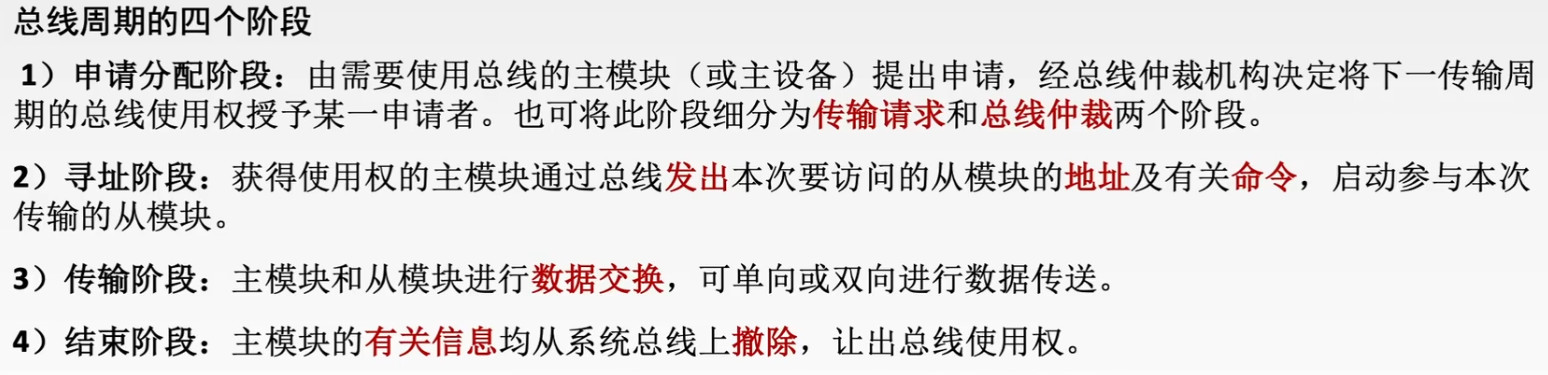 总线周期的四个阶段
1）申请分配阶段：由需要使用总线的主模块（或主设备）提出申请，经总线仲裁机构决定将下一传输周
期的总线使用权授予某一申请者。也可将此阶段细分为传输请求和总线仲裁两个阶段。
2）寻址阶段：获得使用权的主模块通过总线发出本次要访问的从模块的地址及有关命令，启动参与本次
传输的从模块。
3）传输阶段：主模块和从模块进行数据交换，可单向或双向进行数据传送。
4）结束阶段：主模块的有关信息均从系统总线上撤除，让出总线使用权。